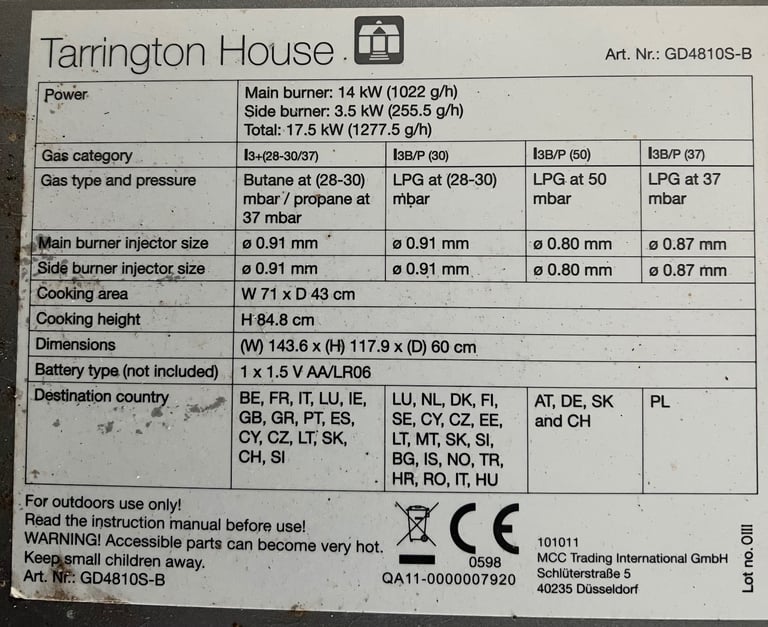 Tarrington House
Art. Nr.: GD4810S-B
Power
Main burner: 14 kW (1022 g/h)
Side burner: 3.5 kW (255.5 g/h)
Total: 17.5 kW (1277.5 g/h)
Gas category
I3+(28-30/37)
I3B/P (30)
I3B/P (50)
I3B/P (37)
Gas type and pressure
Butane at (28-30)
mbar / propane at
37 mbar
LPG at (28-30)
mbar
LPG at 50
mbar
LPG at 37
mbar
Main burner injector size
ø 0.91 mm
ø 0.91 mm
ø 0.80 mm
ø 0.87 mm
Side burner injector size
ø 0.91 mm
ø 0.91 mm
ø 0.80 mm
ø 0.87 mm
Cooking area
W 71 x D 43 cm
Cooking height
H 84.8 cm
Dimensions
(W) 143.6 x (H) 117.9 x (D) 60 cm
Battery type (not included)
1 x 1.5 V AA/LR06
Destination country
BE, FR, IT, LU, IE,
GB, GR, PT, ES,
CY, CZ, LT, SK,
CH, SI
LU, NL, DK, FI,
SE, CY, CZ, EE,
LT, MT, SK, SI,
BG, IS, NO, TR,
HR, RO, IT, HU
AT, DE, SK
and CH
PL
For outdoors use only!
Read the instruction manual before use!
WARNING! Accessible parts can become very hot.
Keep small children away.
Art. Nr.: GD4810S-B
CE
0598
QA11-0000007920
101011
MCC Trading International GmbH
Schlüterstraße 5
40235 Düsseldorf
Lot no. OIII